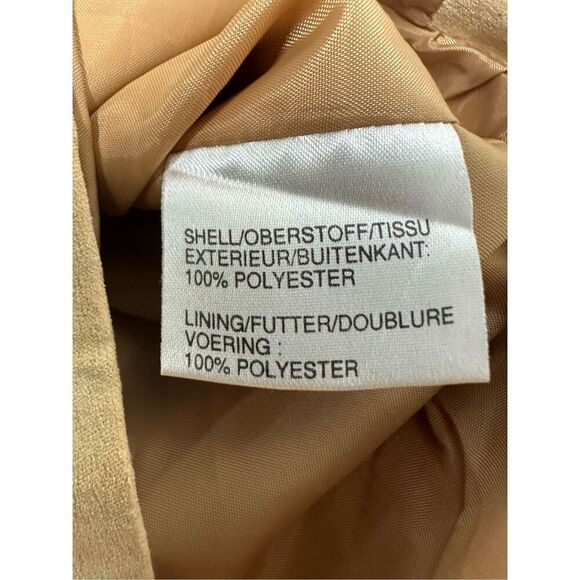 SHELL/OBERSTOFF/TISSU
EXTERIEUR/BUITENKANT:
100% POLYESTER
LINING/FUTTER/DOUBLURE
VOERING :
100% POLYESTER